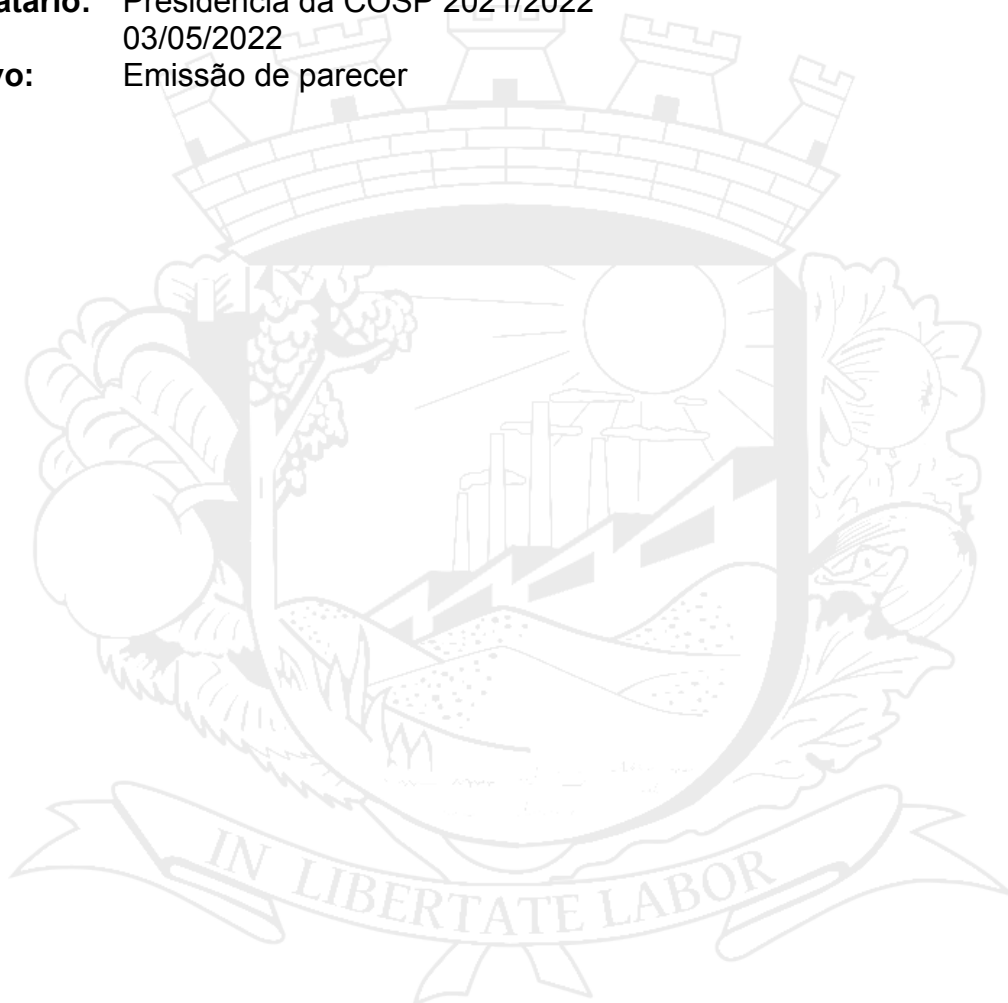 atário: Presidência da COSP 2021/2022
03/05/2022
vo: Emissão de parecer
IN LIBERTATE LABOR